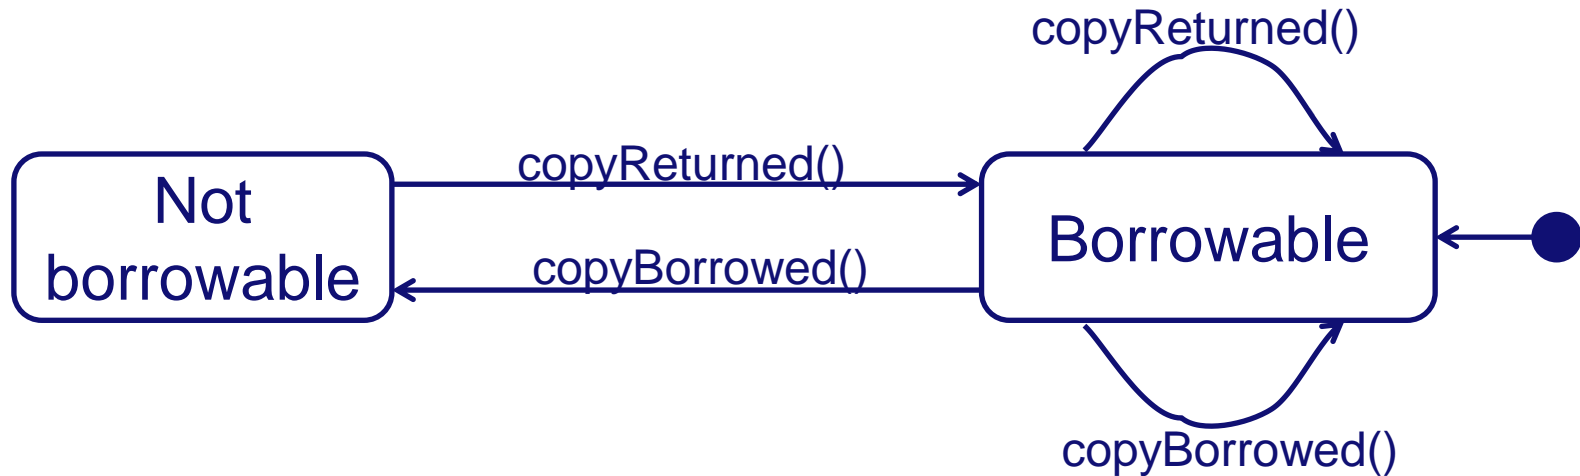 copyReturned()
copyReturned()
Not
borrowable
Borrowable
copyBorrowed()
copyBorrowed()